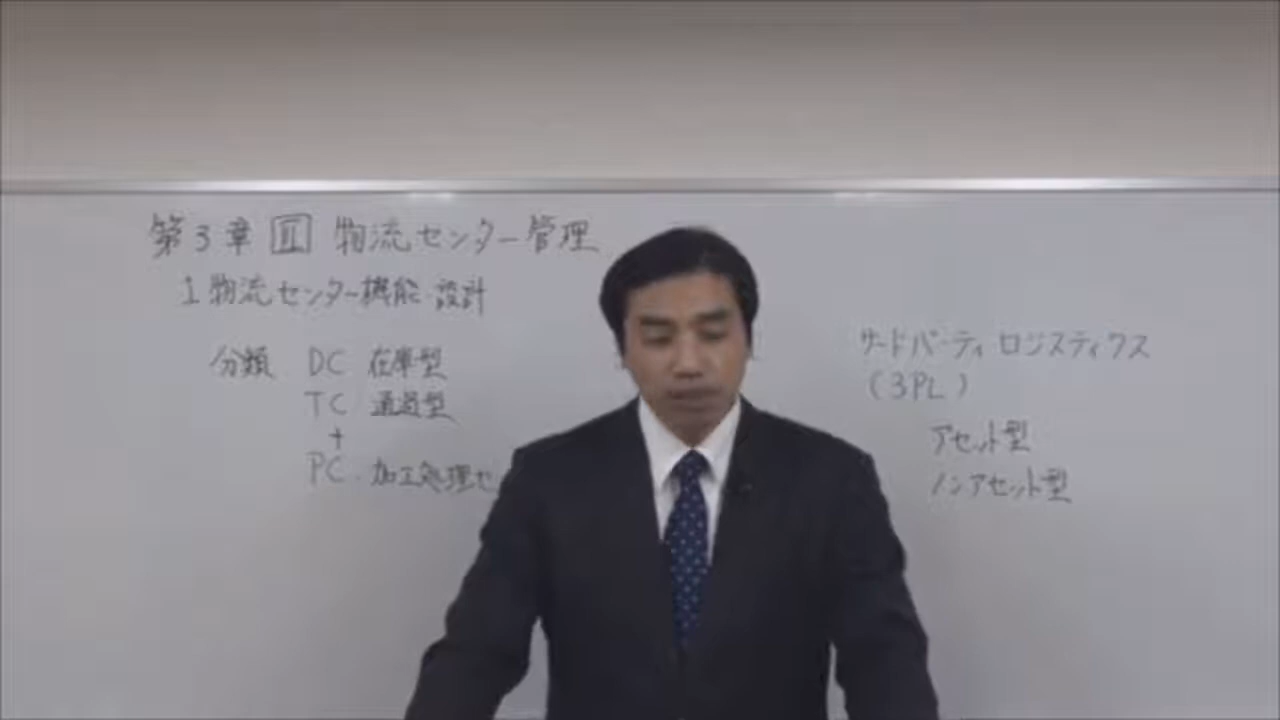 第3章 Ⅱ 物流センター管理
1 物流センター機能・設計
分類 DC 在庫型
TC 通過型
+
PC・加工処理セ
サードパーティロジスティクス
(3PL)
アセット型
ノンアセット型